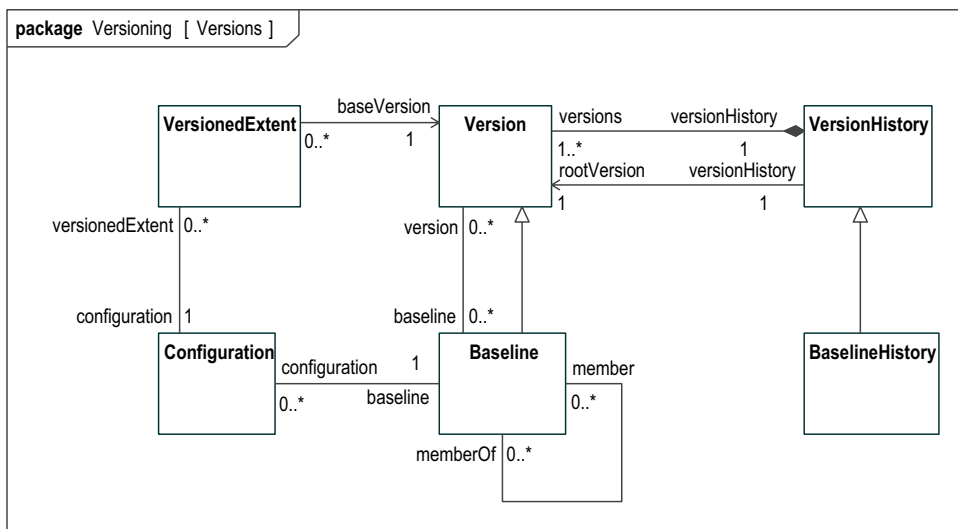 package Versioning [ Versions ]
baseVersion
VersionedExtent
0..*
1
Version
versions
versionHistory
1..*
1
VersionHistory
rootVersion
versionHistory
1
1
versionedExtent
0..*
version
0..*
configuration
1
baseline
0..*
Configuration
configuration
1
0..*
baseline
Baseline
member
0..*
memberOf
0..*
BaselineHistory